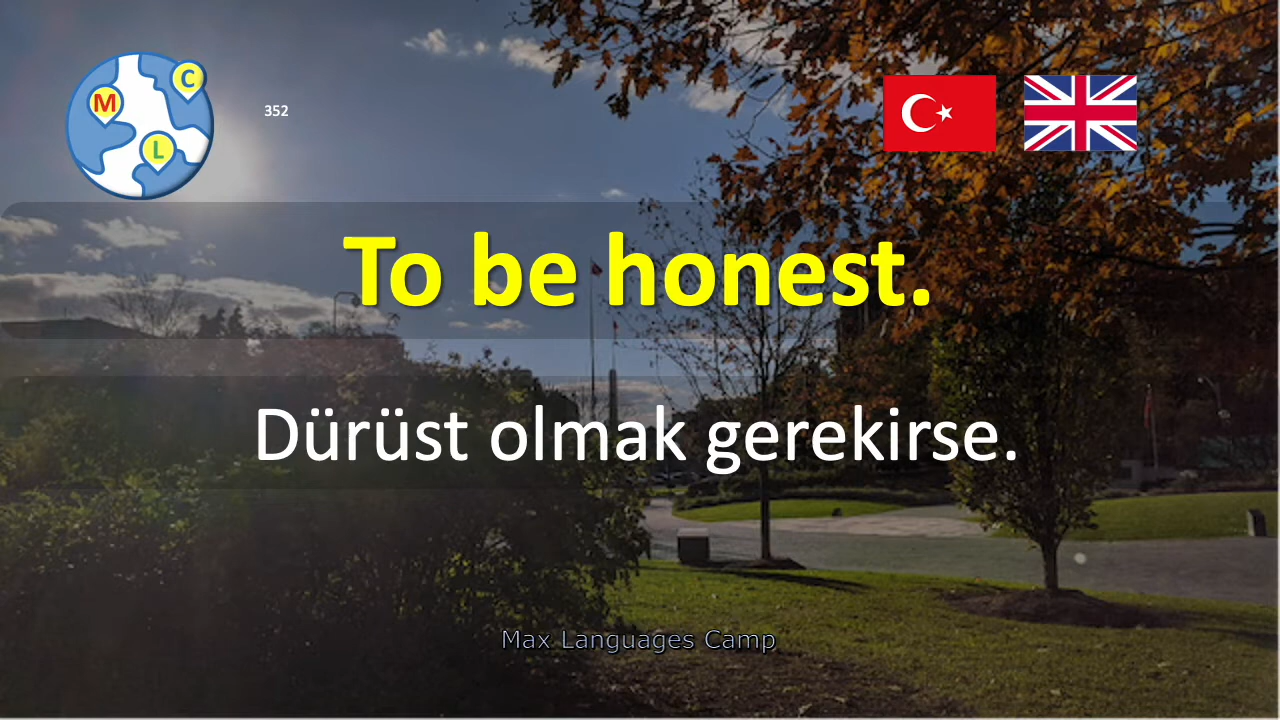 C
M
L
352
To be honest.
Dürüst olmak gerekirse.
Max Languages Camp